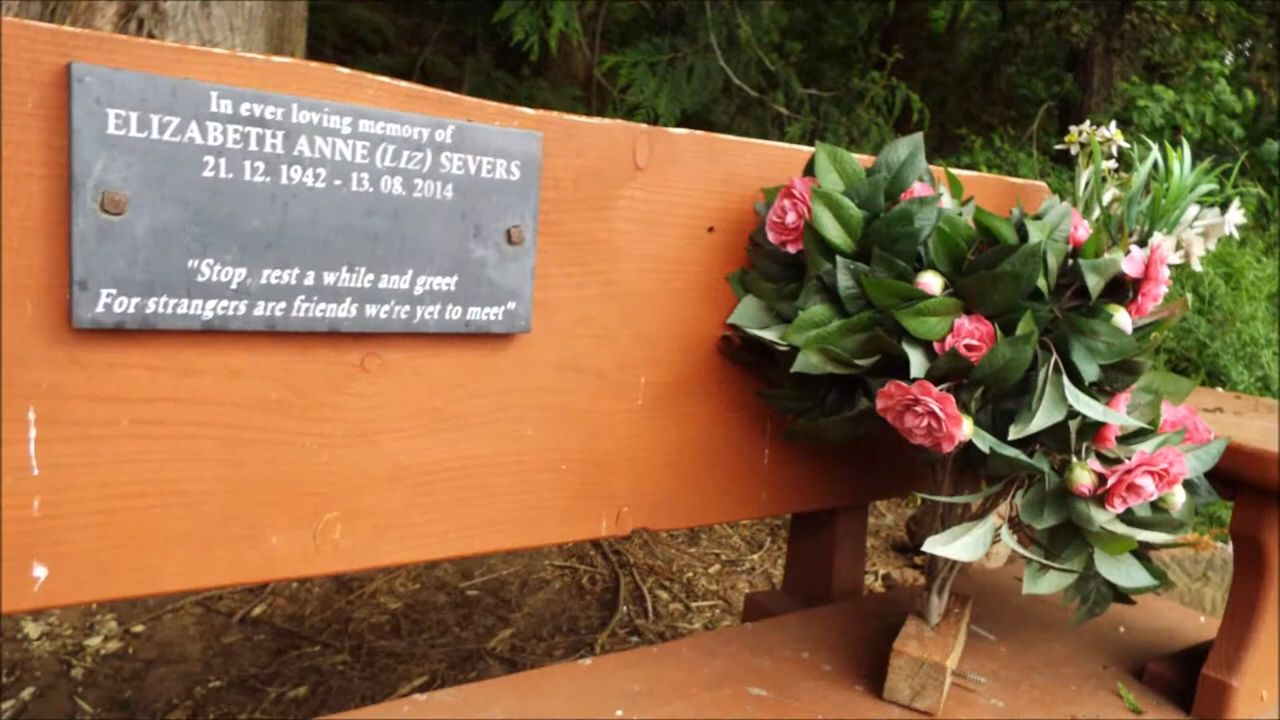 In ever loving memory of
ELIZABETH ANNE (LIZ) SEVERS
21. 12. 1942 - 13. 08. 2014
"Stop, rest a while and greet
For strangers are friends we're yet to meet"